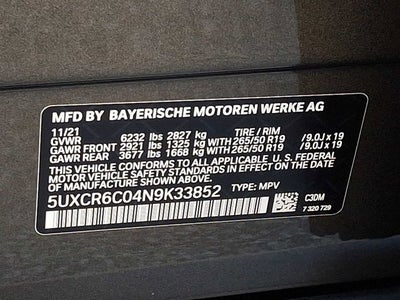 MFD BY BAYERISCHE MOTOREN WERKE AG
11/21
GVWR 6232 lbs 2827 kg TIRE / RIM
GAWR FRONT 2921 lbs 1325 kg WITH 265/50 R19 /9.0J x 19
GAWR REAR 3677 lbs 1668 kg WITH 265/50 R19 /9.0J x 19
THIS VEHICLE CONFORMS TO ALL APPLICABLE U. S. FEDERAL
MOTOR VEHICLE SAFETY STANDARDS IN EFFECT ON THE DATE
OF MANUFACTURE SHOWN ABOVE.
5UXCR6C04N9K33852 TYPE: MPV
C3DM
7 320 729